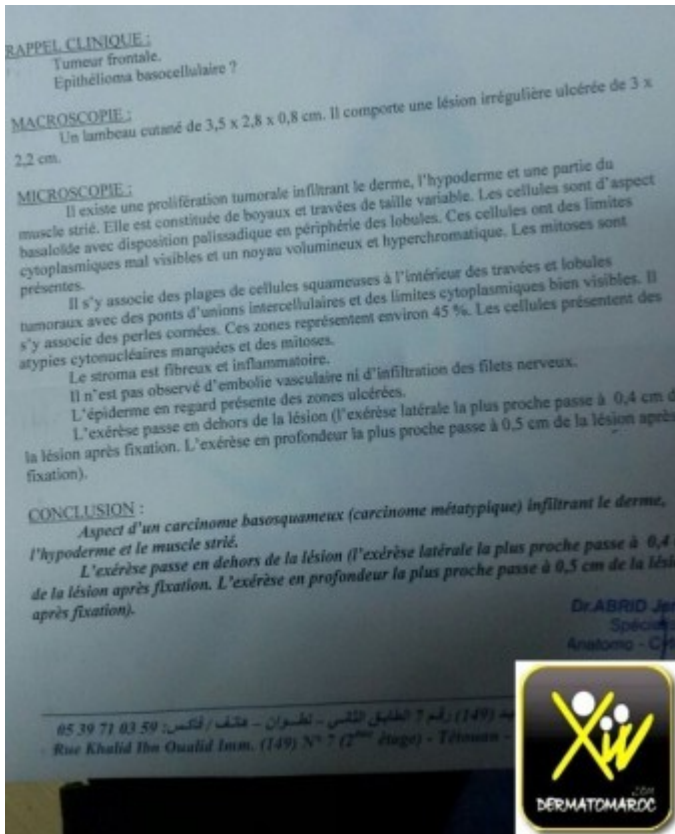 RAPPEL CLINIQUE :
Tumeur frontale.
Epithélioma basocellulaire ?
MACROSCOPIE :
Un lambeau cutané de 3,5 x 2,8 x 0,8 cm. Il comporte une lésion irrégulière ulcérée de 3 x
2,2 cm.
MICROSCOPIE :
Il existe une prolifération tumorale infiltrant le derme, l'hypoderme et une partie du
muscle strié. Elle est constituée de boyaux et travées de taille variable. Les cellules sont d'aspect
basaloïde avec disposition palissadique en périphérie des lobules. Ces cellules ont des limites
cytoplasmiques mal visibles et un noyau volumineux et hyperchromatique. Les mitoses sont
présentes.
Il s'y associe des plages de cellules squameuses à l'intérieur des travées et lobules
tumoraux avec des ponts d'unions intercellulaires et des limites cytoplasmiques bien visibles. Il
s'y associe des perles cornées. Ces zones représentent environ 45 %. Les cellules présentent des
atypies cytonucléaires marquées et des mitoses.
Le stroma est fibreux et inflammatoire.
Il n'est pas observé d'embolie vasculaire ni d'infiltration des filets nerveux.
L'épiderme en regard présente des zones ulcérées.
L'exérèse passe en dehors de la lésion (l'exérèse latérale la plus proche passe à 0,4 cm d
la lésion après fixation. L'exérèse en profondeur la plus proche passe à 0,5 cm de la lésion après
fixation).
CONCLUSION :
Aspect d'un carcinome basosquameux (carcinome métatypique) infiltrant le derme,
l'hypoderme et le muscle strié.
L'exérèse passe en dehors de la lésion (l'exérèse latérale la plus proche passe à 0,4
de la lésion après fixation. L'exérèse en profondeur la plus proche passe à 0,5 cm de la lési
après fixation).
Dr.ABRID Je
Spécia
Anatomo - Cy
(149) رقم 7 الطابق الثاني - تطوان - هاتف / فاكس: 05 39 71 03 59
Rue Khalid Ibn Oualid Imm. (149) N° 7 (2ème étage) - Tétouan -
.com
DERMATOMAROC